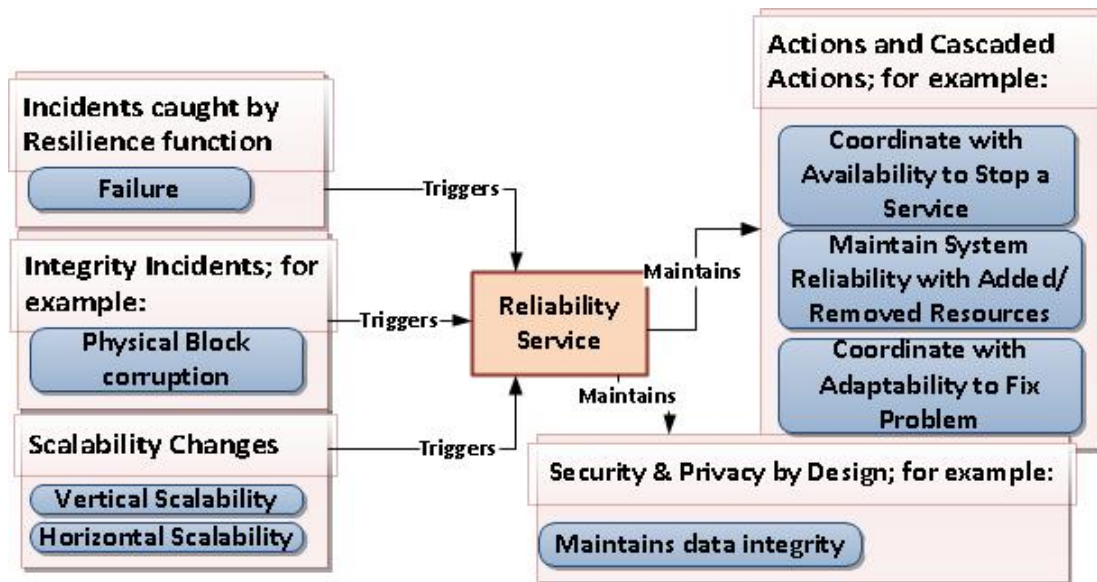 Incidents caught by
Resilience function
Failure
Integrity Incidents; for
example:
Physical Block
corruption
Scalability Changes
Vertical Scalability
Horizontal Scalability
Triggers
Triggers
Triggers
Reliability
Service
Maintains
Maintains
Actions and Cascaded
Actions; for example:
Coordinate with
Availability to Stop a
Service
Maintain System
Reliability with Added/
Removed Resources
Coordinate with
Adaptability to Fix
Problem
Security & Privacy by Design; for example:
Maintains data integrity